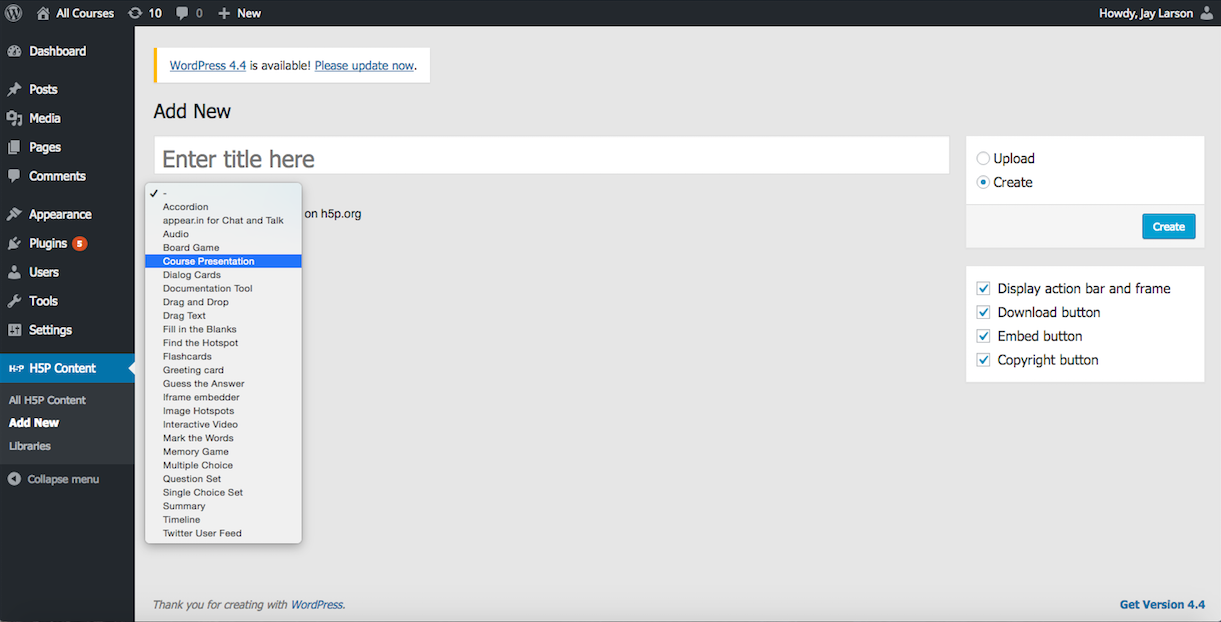 All Courses 10 0 New Howdy, Jay Larson
Dashboard
Posts
Media
Pages
Comments
Appearance
Plugins 5
Users
Tools
Settings
H-P H5P Content
All H5P Content
Add New
Libraries
Collapse menu
WordPress 4.4 is available! Please update now.
Add New
Enter title here
-
Accordion
appear.in for Chat and Talk
Audio
Board Game
Course Presentation
Dialog Cards
Documentation Tool
Drag and Drop
Drag Text
Fill in the Blanks
Find the Hotspot
Flashcards
Greeting card
Guess the Answer
Iframe embedder
Image Hotspots
Interactive Video
Mark the Words
Memory Game
Multiple Choice
Question Set
Single Choice Set
Summary
Timeline
Twitter User Feed
on h5p.org
Upload
Create
Create
Display action bar and frame
Download button
Embed button
Copyright button
Thank you for creating with WordPress.
Get Version 4.4